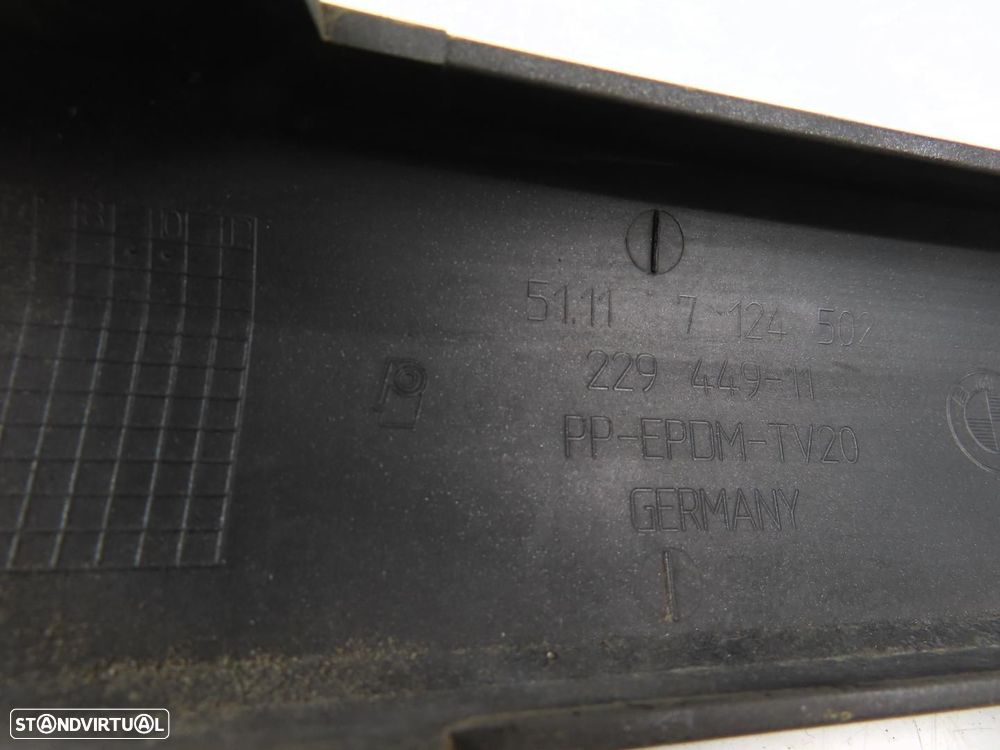 51.11 7 124 502
229 449-11
PP-EPDM-TV20
GERMANY
STANDVIRTUAL